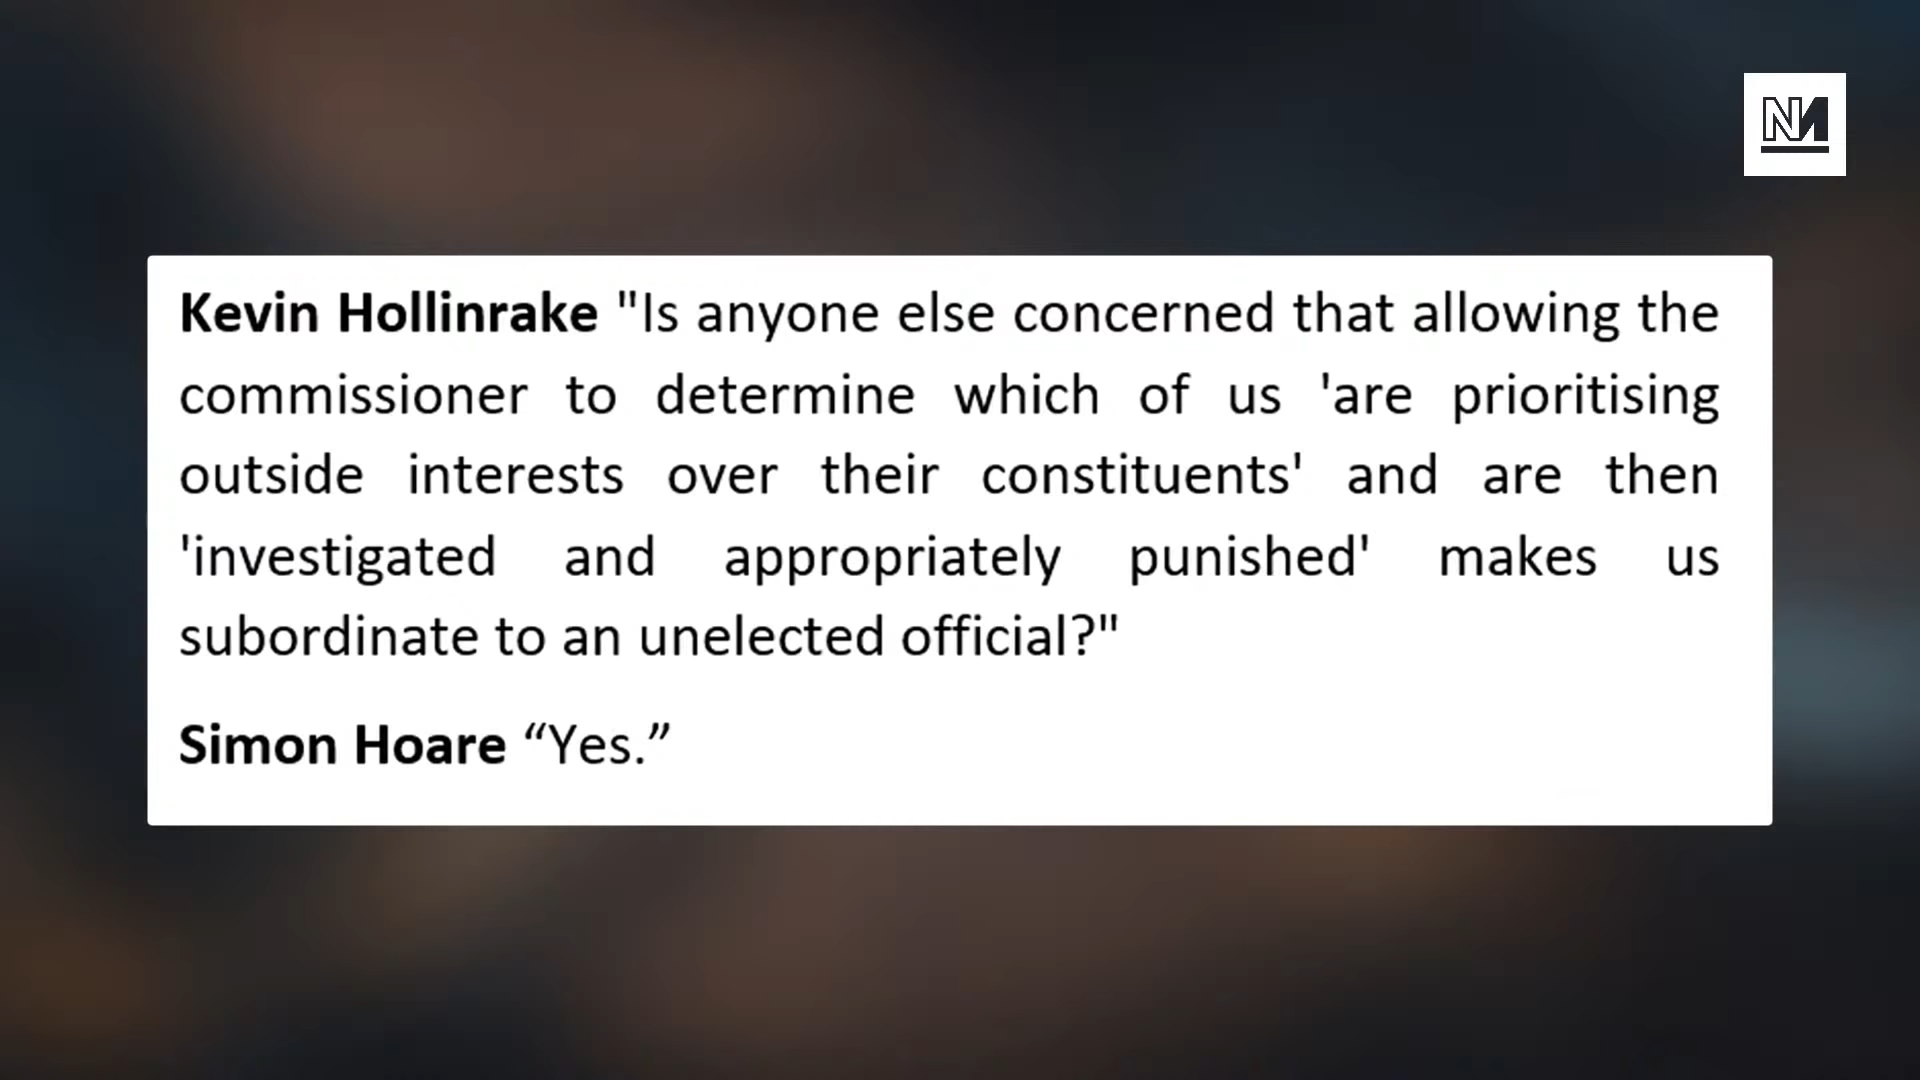 NM
Kevin Hollinrake "Is anyone else concerned that allowing the
commissioner to determine which of us 'are prioritising
outside interests over their constituents' and are then
'investigated and appropriately punished' makes us
subordinate to an unelected official?"
Simon Hoare “Yes.”